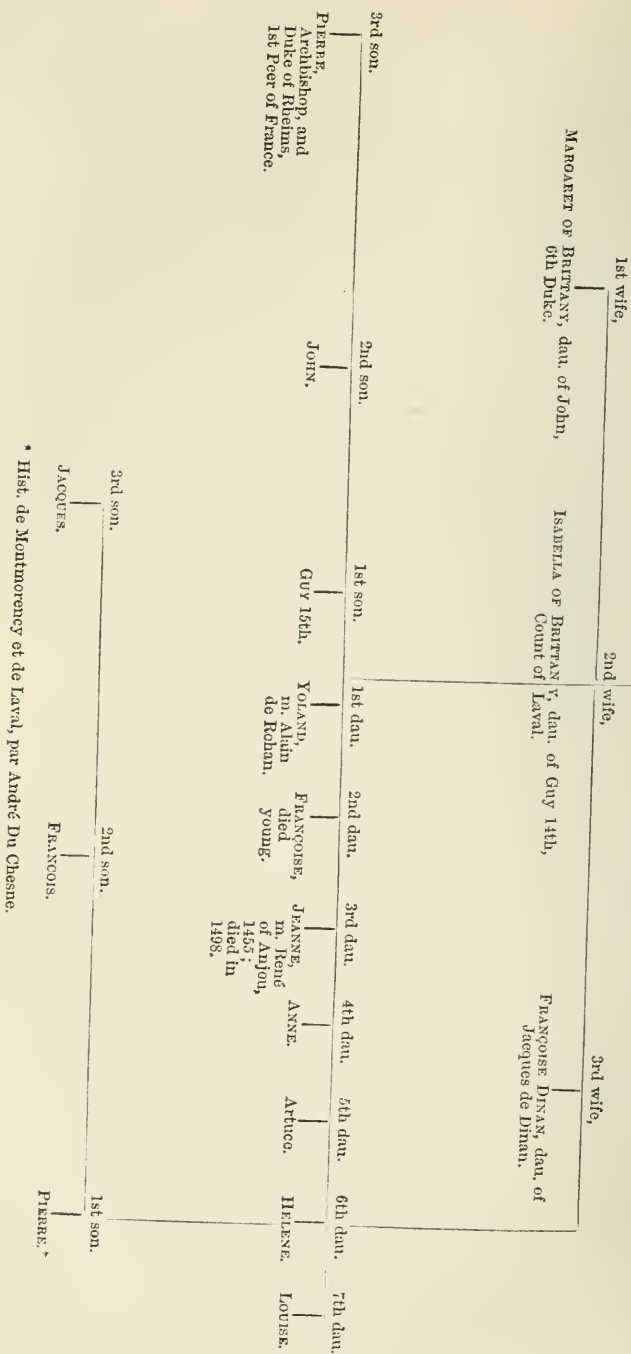 1st wife,
MARGARET OF BRITTANY, dau. of John,
6th Duke.
2nd wife,
ISABELLA OF BRITTANY, dau. of Guy 14th,
Count of Laval.
3rd wife,
FRANÇOISE DINAN, dau. of
Jacques de Dinan.
3rd son.
PIERRE,
Archbishop, and
Duke of Rheims,
1st Peer of France.
2nd son.
JOHN.
1st son.
GUY 15th.
1st dau.
YOLAND,
m. Alain
de Rohan.
2nd dau.
FRANÇOISE,
died
young.
3rd dau.
JEANNE,
m. René
of Anjou,
1455;
died in
1498.
4th dau.
ANNE.
5th dau.
Artuce.
6th dau.
HELENE.
7th dau.
LOUISE.
3rd son.
JACQUES.
2nd son.
FRANCOIS.
1st son.
PIERRE.*
* Hist. de Montmorency et de Laval, par André Du Chesne.